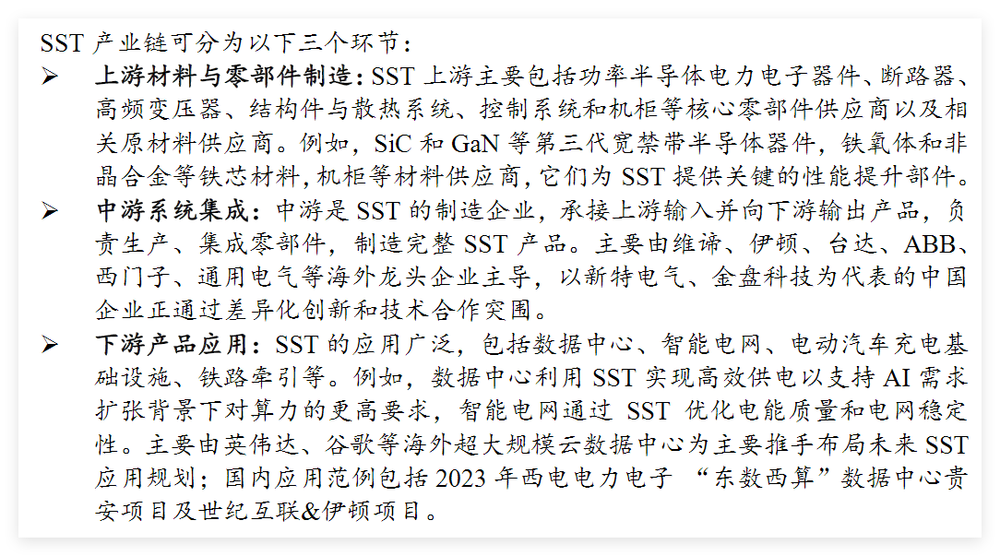 SST 产业链可分为以下三个环节：
➢ 上游材料与零部件制造：SST 上游主要包括功率半导体电力电子器件、断路器、
高频变压器、结构件与散热系统、控制系统和机柜等核心零部件供应商以及相
关原材料供应商。例如，SiC 和 GaN 等第三代宽禁带半导体器件，铁氧体和非
晶合金等铁芯材料，机柜等材料供应商，它们为 SST 提供关键的性能提升部件。
➢ 中游系统集成：中游是 SST 的制造企业，承接上游输入并向下游输出产品，负
责生产、集成零部件，制造完整 SST 产品。主要由维谛、伊顿、台达、ABB、
西门子、通用电气等海外龙头企业主导，以新特电气、金盘科技为代表的中国
企业正通过差异化创新和技术合作突围。
➢ 下游产品应用：SST 的应用广泛，包括数据中心、智能电网、电动汽车充电基
础设施、铁路牵引等。例如，数据中心利用 SST 实现高效供电以支持 AI 需求
扩张背景下对算力的更高要求，智能电网通过 SST 优化电能质量和电网稳定
性。主要由英伟达、谷歌等海外超大规模云数据中心为主要推手布局未来 SST
应用规划；国内应用范例包括 2023 年西电电力电子 “东数西算”数据中心贵
安项目及世纪互联&伊顿项目。